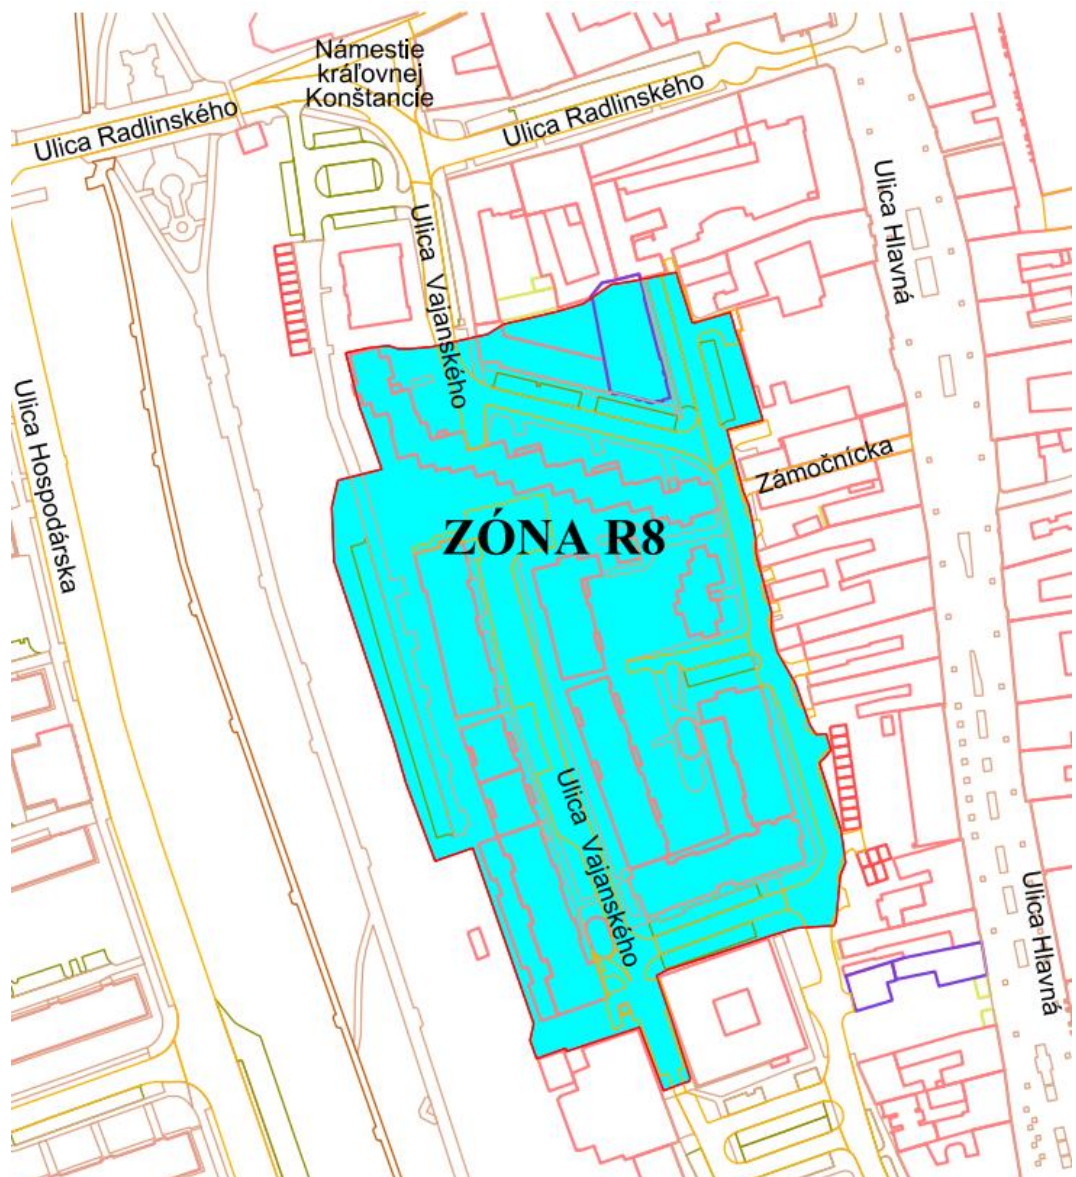 Námestie
kráľovnej
Konštancie
Ulica Radlinského
Ulica Radlinského
Ulica Hlavná
Ulica Vajanského
Ulica Hospodárska
Zámočnícka
ZÓNA R8
Ulica Vajanského
Ulica Hlavná